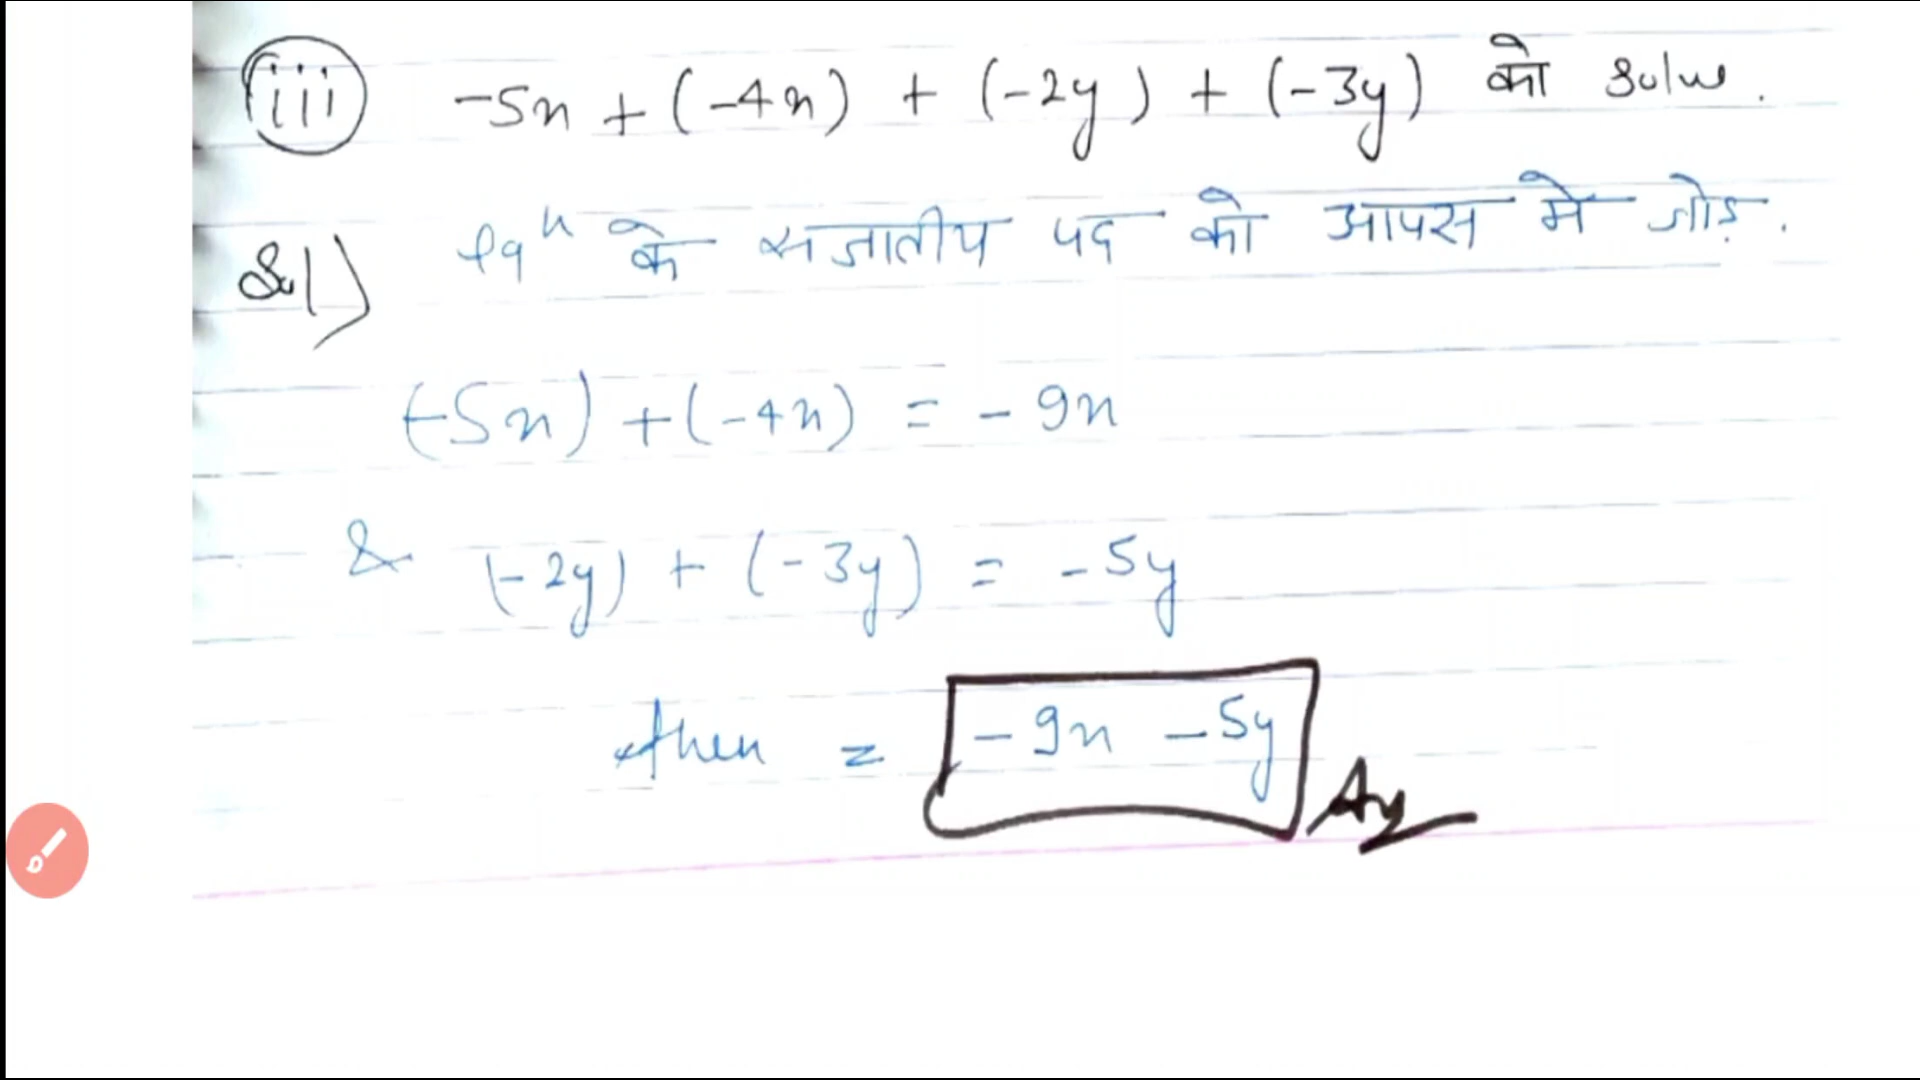 (iii) -5x + (-4x) + (-2y) + (-3y) को solve.
Sol) eqn के सजातीय पद को आपस में जोड़.
(-5x) + (-4x) = -9x
& (-2y) + (-3y) = -5y
then = -9x -5y Ans